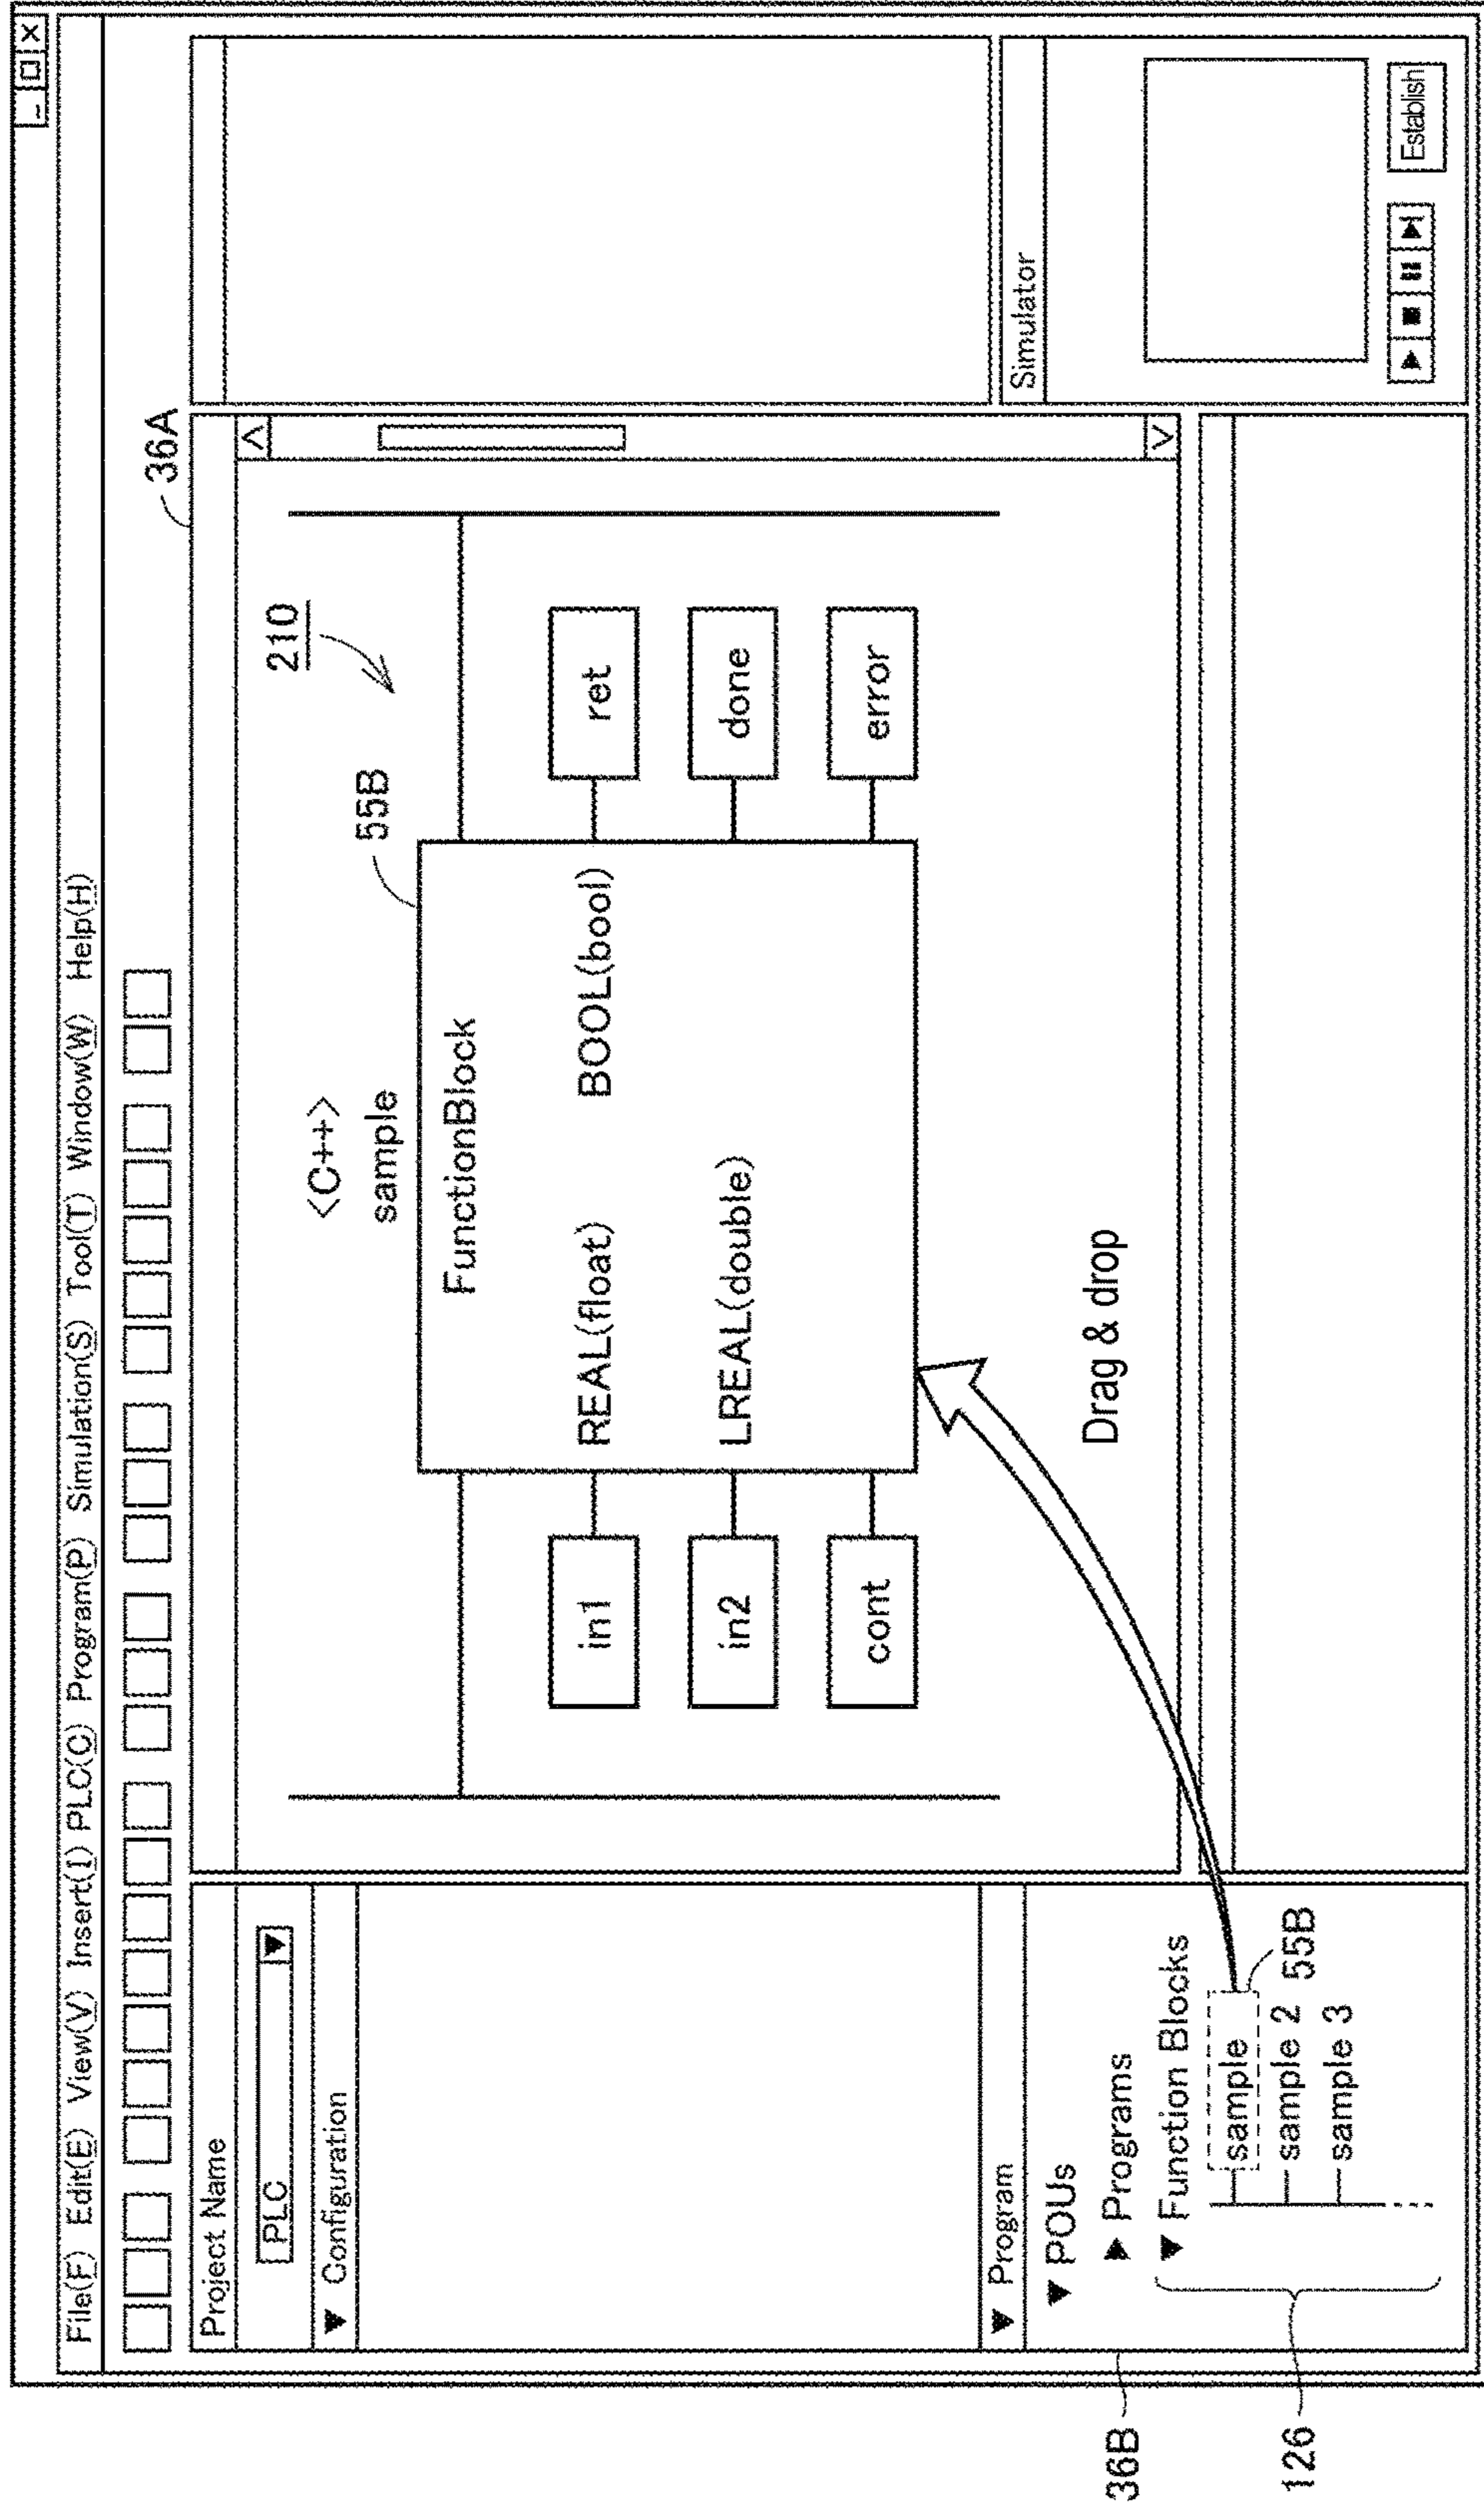 File(F) Edit(E) View(V) Insert(I) PLC(C) Program(P) Simulation(S) Tool(T) Window(W) Help(H)
36A
Project Name
PLC
Configuration
Program
POUs
Programs
Function Blocks
sample
sample 2
sample 3
55B
36B
126
210
<C++>
sample
55B
FunctionBlock
in1
REAL(float)
BOOL(bool)
ret
in2
LREAL(double)
done
cont
error
Drag & drop
Simulator
Establish